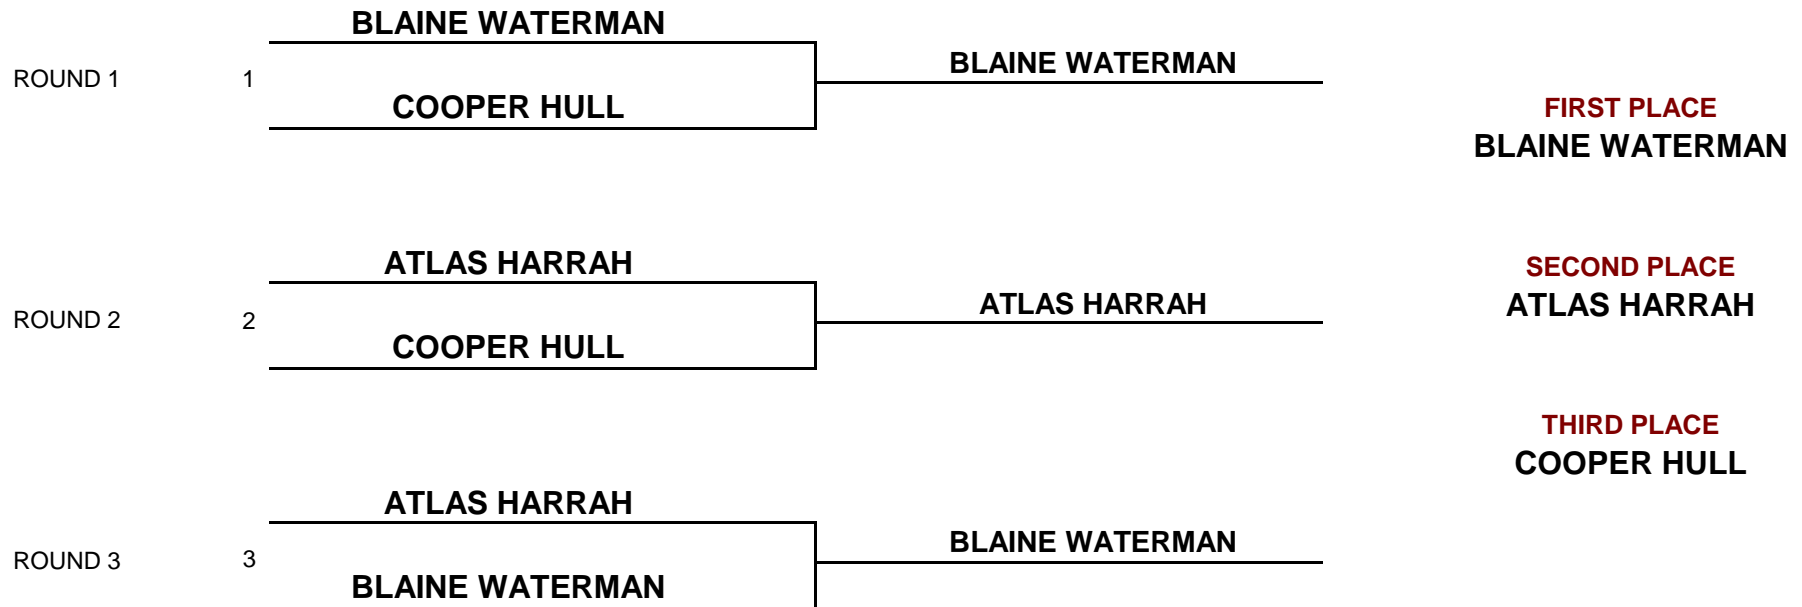 BLAINE WATERMAN
ROUND 1 1 BLAINE WATERMAN
COOPER HULL
FIRST PLACE
BLAINE WATERMAN
ATLAS HARRAH
ROUND 2 2 ATLAS HARRAH
COOPER HULL
SECOND PLACE
ATLAS HARRAH
THIRD PLACE
COOPER HULL
ATLAS HARRAH
ROUND 3 3 BLAINE WATERMAN
BLAINE WATERMAN